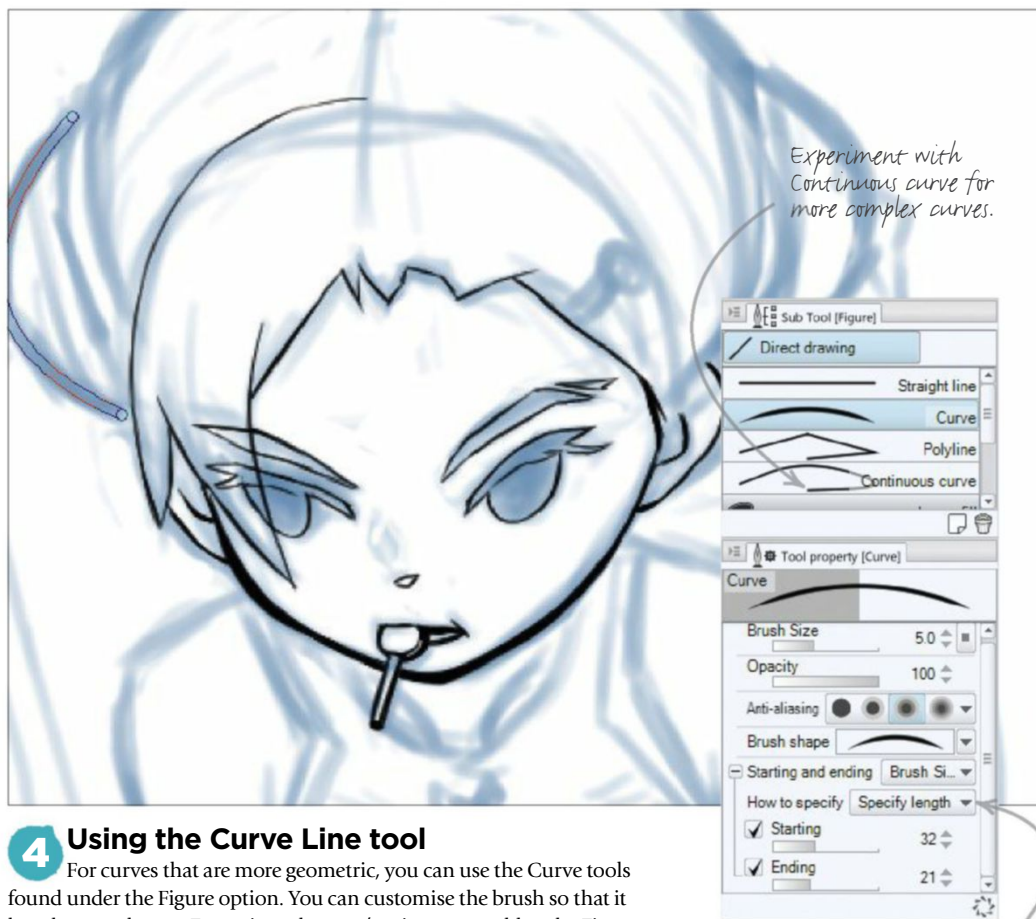 Experiment with
Continuous curve for
more complex curves.
Sub Tool [Figure]
Direct drawing
Straight line
Curve
Polyline
Continuous curve
Tool property [Curve]
Curve
Brush Size 5.0
Opacity 100
Anti-aliasing
Brush shape
Starting and ending Brush Si...
How to specify Specify length
Starting 32
Ending 21
4 Using the Curve Line tool
For curves that are more geometric, you can use the Curve tools
found under the Figure option. You can customise the brush so that it